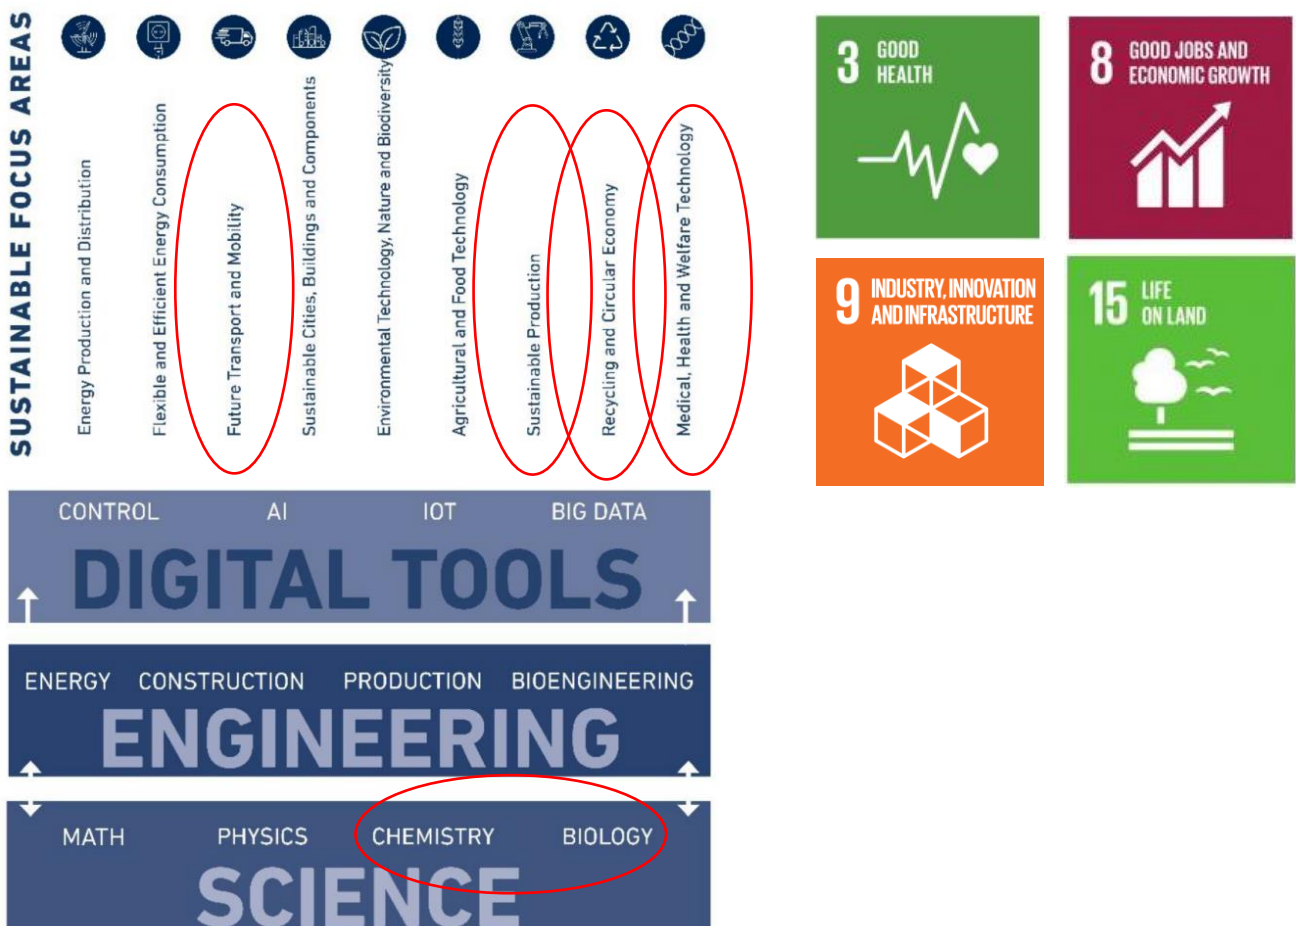 SUSTAINABLE FOCUS AREAS
Energy Production and Distribution
Flexible and Efficient Energy Consumption
Future Transport and Mobility
Sustainable Cities, Buildings and Components
Environmental Technology, Nature and Biodiversity
Agricultural and Food Technology
Sustainable Production
Recycling and Circular Economy
Medical, Health and Welfare Technology
CONTROL AI IOT BIG DATA
DIGITAL TOOLS
ENERGY CONSTRUCTION PRODUCTION BIOENGINEERING
ENGINEERING
MATH PHYSICS CHEMISTRY BIOLOGY
SCIENCE
3 GOOD
HEALTH
8 GOOD JOBS AND
ECONOMIC GROWTH
9 INDUSTRY, INNOVATION
AND INFRASTRUCTURE
15 LIFE
ON LAND